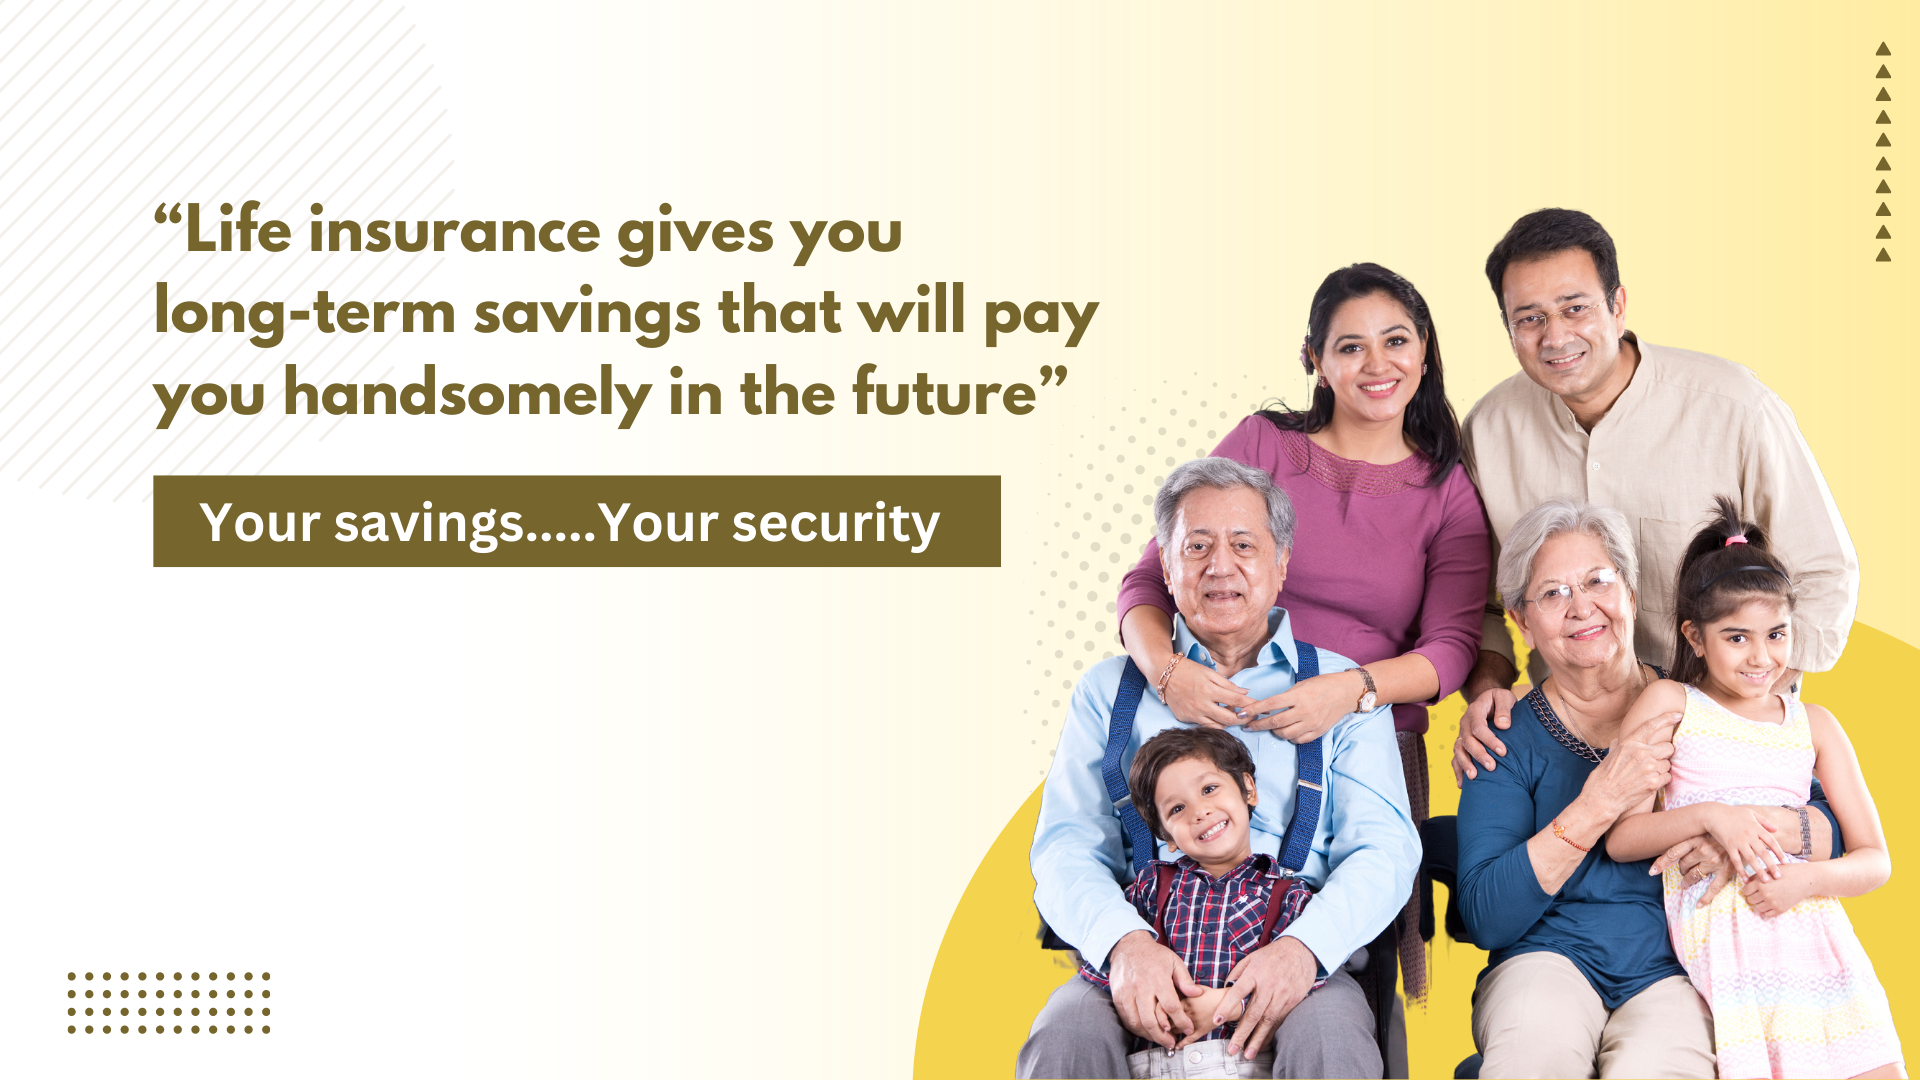 “Life insurance gives you
long-term savings that will pay
you handsomely in the future”
Your savings.....Your security